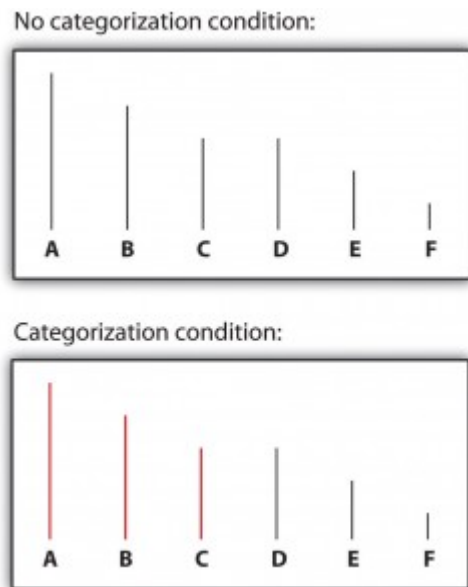 No categorization condition:
A B C D E F
Categorization condition:
A B C D E F